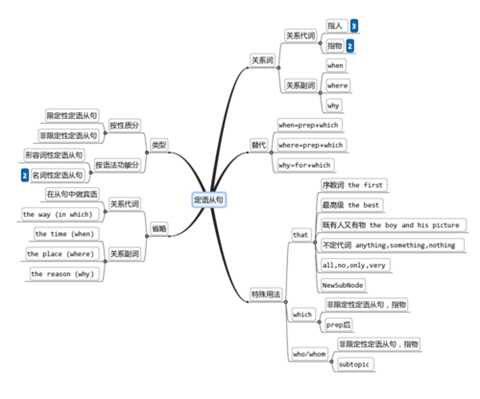 定语从句
关系词
关系代词
指人 3
指物 2
关系副词
when
where
why
替代
when=prep+which
where=prep+which
why=for+which
特殊用法
that
序数词 the first
最高级 the best
既有人又有物 the boy and his picture
不定代词 anything,something,nothing
all,no,only,very
NewSubNode
which
非限定性定语从句，指物
prep后
who/whom
非限定性定语从句，指物
subtopic
类型
按性质分
限定性定语从句
非限定性定语从句
按语法功能分
形容词性定语从句
2 名词性定语从句
省略
关系代词
在从句中做宾语
the way (in which)
关系副词
the time (when)
the place (where)
the reason (why)